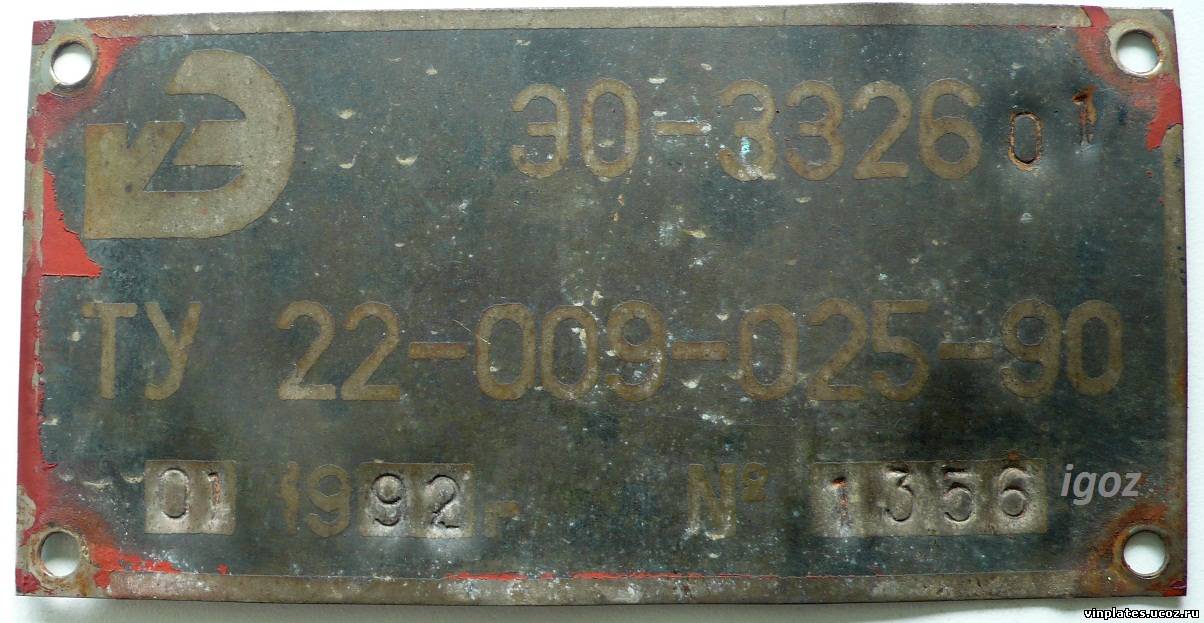 ЭО-3326 01
ТУ 22-009-025-90
01 1992 г № 1356
igoz
vinplates.ucoz.ru